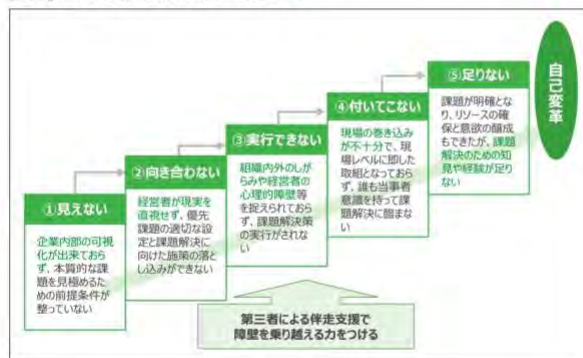 ①見えない
企業内部の可視
化が出来ておら
ず、本質的な課
題を見極めるた
めの前提条件が
整っていない
②向き合わない
経営者が現実を
直視せず、優先
課題の適切な設
定と課題解決に
向けた施策の落
とし込みができない
③実行できない
組織内外のしが
らみや経営者の
心理的障壁等
を捉えられておら
ず、課題解決策
の実行がされな
い
④付いてこない
現場の巻き込み
が不十分で、現
場レベルに即した
取組となっておら
ず、誰も当事者
意識を持って課
題解決に臨まな
い
⑤足りない
課題が明確とな
り、リソースの確
保と意欲の醸成
もできたが、課題
解決のための知
見や経験が足り
ない
自己変革
第三者による伴走支援で
障壁を乗り越える力をつける